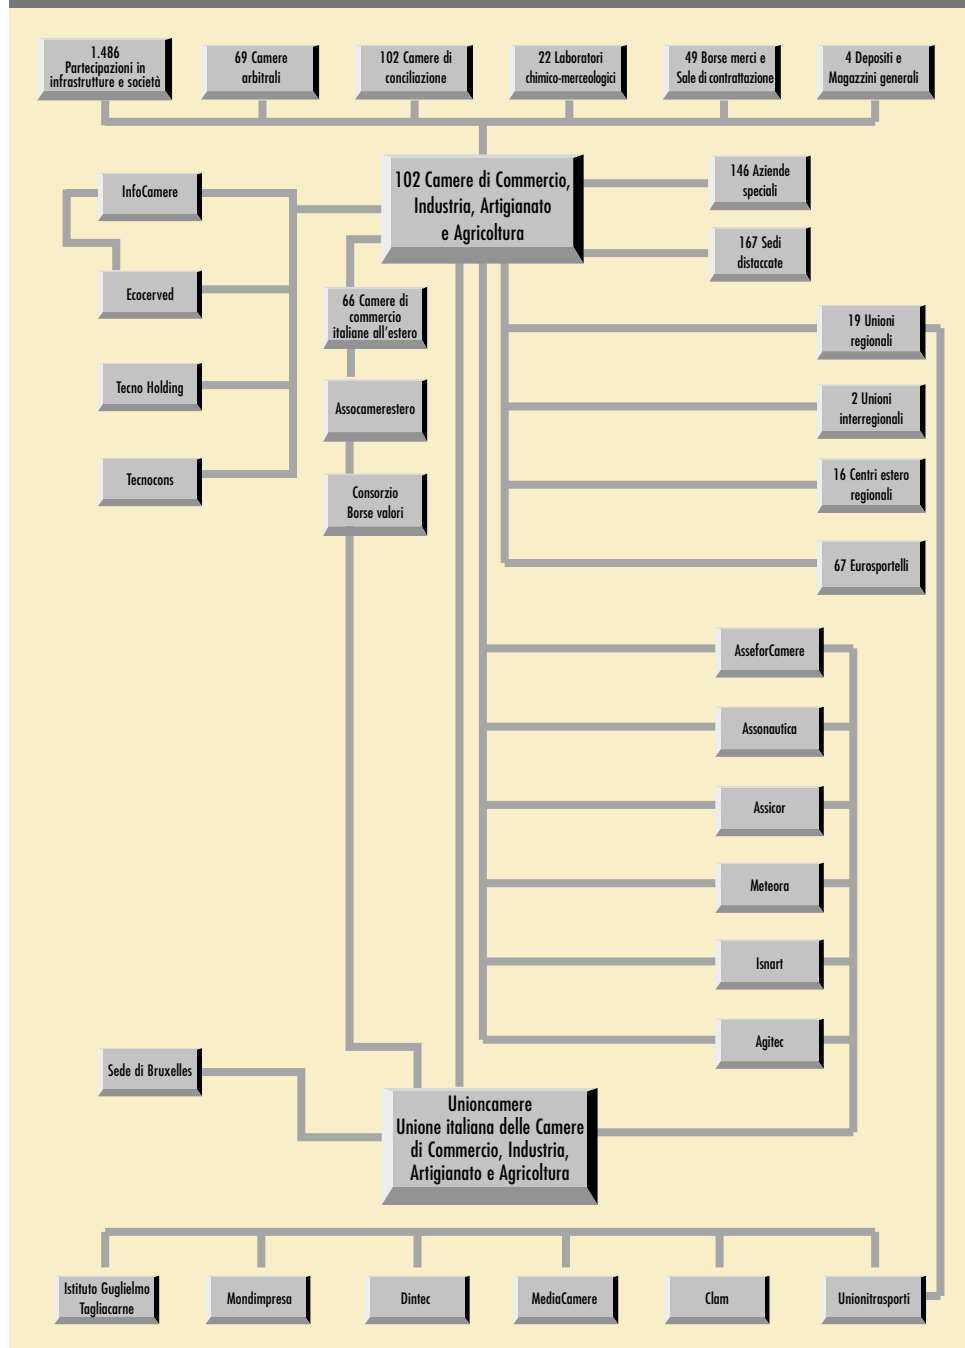 1.486
Partecipazioni in
infrastrutture e società
69 Camere
arbitrali
102 Camere di
conciliazione
22 Laboratori
chimico-merceologici
49 Borse merci e
Sale di contrattazione
4 Depositi e
Magazzini generali
102 Camere di Commercio,
Industria, Artigianato
e Agricoltura
146 Aziende
speciali
167 Sedi
distaccate
InfoCamere
Ecocerved
Tecno Holding
Tecnocons
66 Camere di
commercio
italiane all'estero
Assocamerestero
Consorzio
Borse valori
19 Unioni
regionali
2 Unioni
interregionali
16 Centri estero
regionali
67 Eurosportelli
AsseforCamere
Assonautica
Assicor
Meteora
Isnart
Agitec
Sede di Bruxelles
Unioncamere
Unione italiana delle Camere
di Commercio, Industria,
Artigianato e Agricoltura
Istituto Guglielmo
Tagliacarne
Mondimpresa
Dintec
MediaCamere
Clam
Unionitrasporti